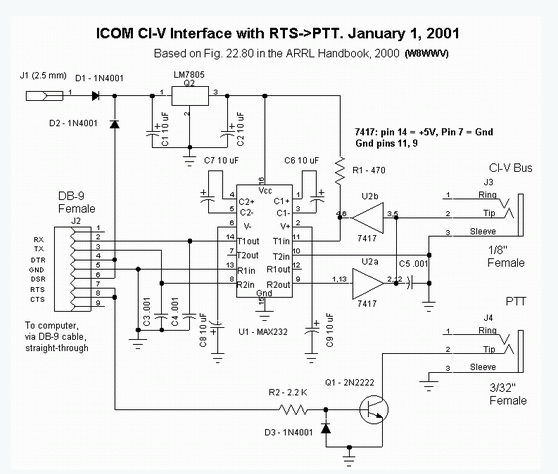 ICOM CI-V Interface with RTS->PTT. January 1, 2001
Based on Fig. 22.80 in the ARRL Handbook, 2000 (W8WWV)
J1 (2.5 mm)
1
D1 - 1N4001
LM7805
Q2
1
3
2
D2 - 1N4001
C1 10 uF
C2 10 uF
7417: pin 14 = +5V, Pin 7 = Gnd
Gnd pins 11, 9
C7 10 uF
C6 10 uF
R1 - 470
CI-V Bus
J3
DB-9
Female
J2
16
Vcc
4
C2+
C1+
1
5
C2-
C1-
3
6
V-
V+
2
14
T1out
T1in
11
7
T2out
T2in
10
13
R1in
R1out
12
8
R2in
R2out
9
Gnd
15
U1 - MAX232
U2b
4,6
3,5
7417
U2a
1,13
2,12
7417
C5 .001
1
Ring
2
Tip
3
Sleeve
1/8"
Female
RX
TX
DTR
GND
DSR
RTS
CTS
1
2
3
4
5
6
7
8
9
C3 .001
C4 .001
C8 10 uF
C9 10 uF
To computer,
via DB-9 cable,
straight-through
PTT
J4
1
Ring
2
Tip
3
Sleeve
3/32"
Female
R2 - 2.2 K
Q1 - 2N2222
D3 - 1N4001